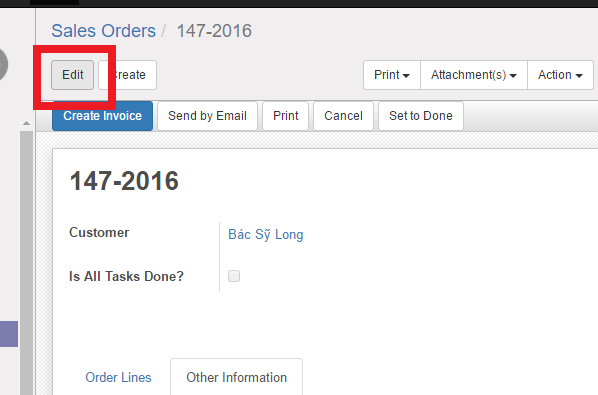 Sales Orders / 147-2016
Edit Create Print Attachment(s) Action
Create Invoice Send by Email Print Cancel Set to Done
147-2016
Customer Bác Sỹ Long
Is All Tasks Done?
Order Lines Other Information